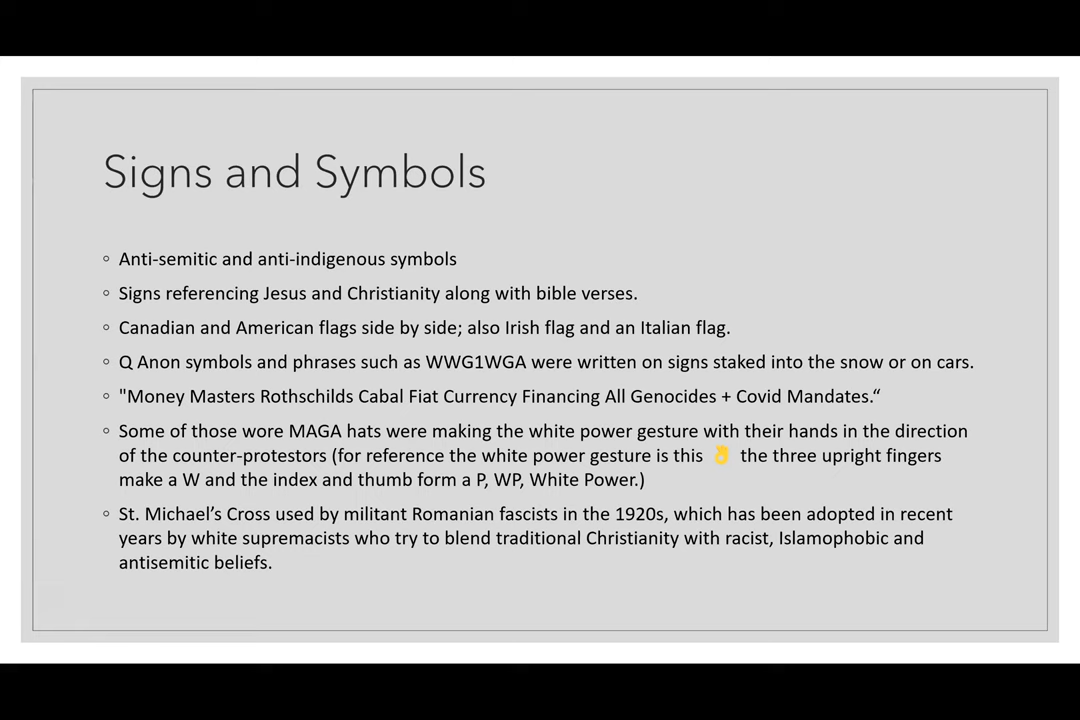 Signs and Symbols
◦ Anti-semitic and anti-indigenous symbols
◦ Signs referencing Jesus and Christianity along with bible verses.
◦ Canadian and American flags side by side; also Irish flag and an Italian flag.
◦ Q Anon symbols and phrases such as WWG1WGA were written on signs staked into the snow or on cars.
◦ "Money Masters Rothschilds Cabal Fiat Currency Financing All Genocides + Covid Mandates.“
◦ Some of those wore MAGA hats were making the white power gesture with their hands in the direction
of the counter-protestors (for reference the white power gesture is this 👌 the three upright fingers
make a W and the index and thumb form a P, WP, White Power.)
◦ St. Michael’s Cross used by militant Romanian fascists in the 1920s, which has been adopted in recent
years by white supremacists who try to blend traditional Christianity with racist, Islamophobic and
antisemitic beliefs.